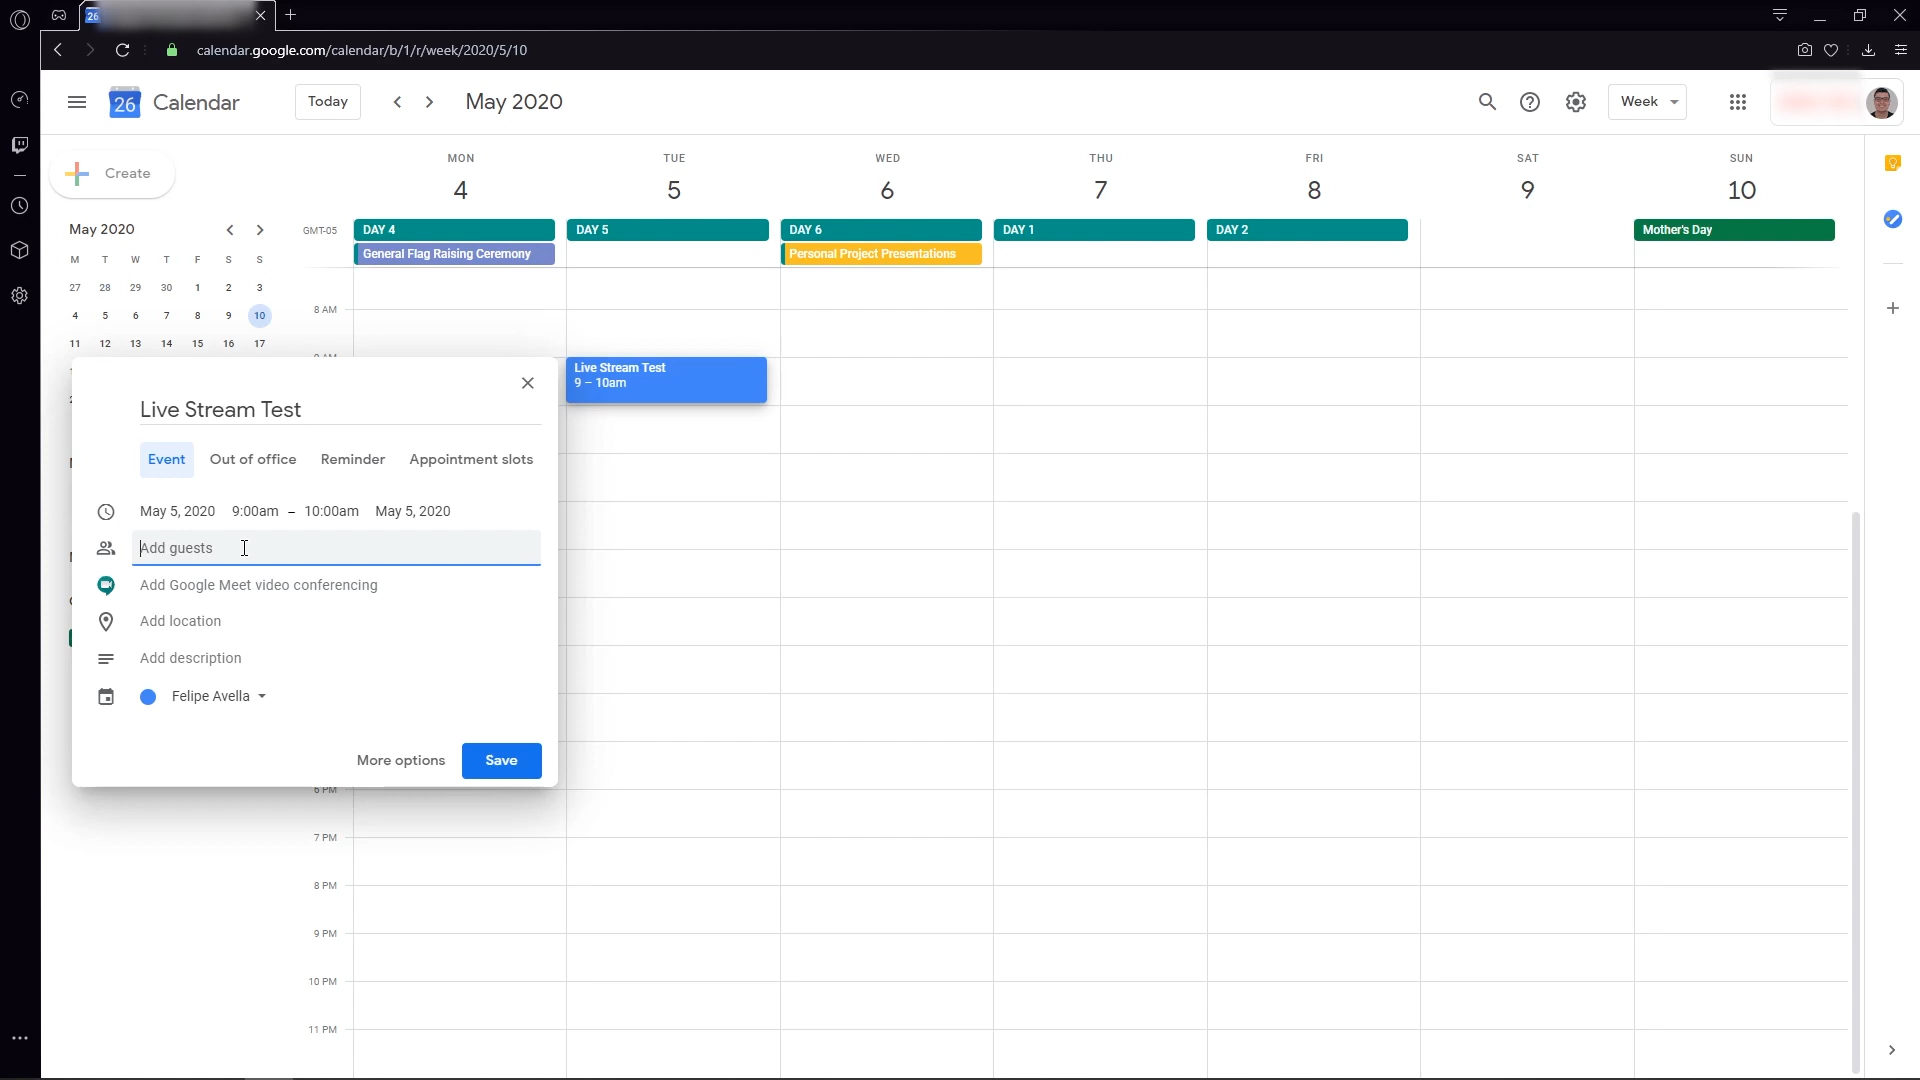 26
calendar.google.com/calendar/b/1/r/week/2020/5/10
26 Calendar Today May 2020 Week
Create
MON TUE WED THU FRI SAT SUN
4 5 6 7 8 9 10
May 2020
GMT-05 DAY 4 DAY 5 DAY 6 DAY 1 DAY 2 Mother's Day
General Flag Raising Ceremony Personal Project Presentations
M T W T F S S
27 28 29 30 1 2 3
4 5 6 7 8 9 10
11 12 13 14 15 16 17
8 AM
Live Stream Test
9 – 10am
Live Stream Test
Event Out of office Reminder Appointment slots
May 5, 2020 9:00am – 10:00am May 5, 2020
Add guests
Add Google Meet video conferencing
Add location
Add description
Felipe Avella
More options Save
6 PM
7 PM
8 PM
9 PM
10 PM
11 PM